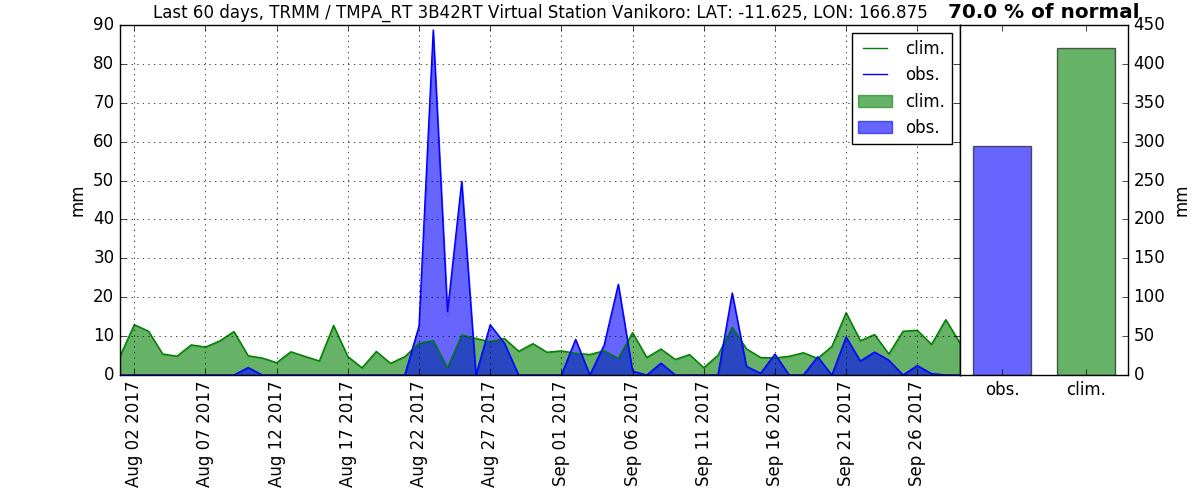 Last 60 days, TRMM / TMPA_RT 3B42RT Virtual Station Vanikoro: LAT: -11.625, LON: 166.875
70.0 % of normal
90
80
70
60
50
40
30
20
10
0
mm
clim.
obs.
clim.
obs.
Aug 02 2017
Aug 07 2017
Aug 12 2017
Aug 17 2017
Aug 22 2017
Aug 27 2017
Sep 01 2017
Sep 06 2017
Sep 11 2017
Sep 16 2017
Sep 21 2017
Sep 26 2017
450
400
350
300
250
200
150
100
50
0
mm
obs.
clim.